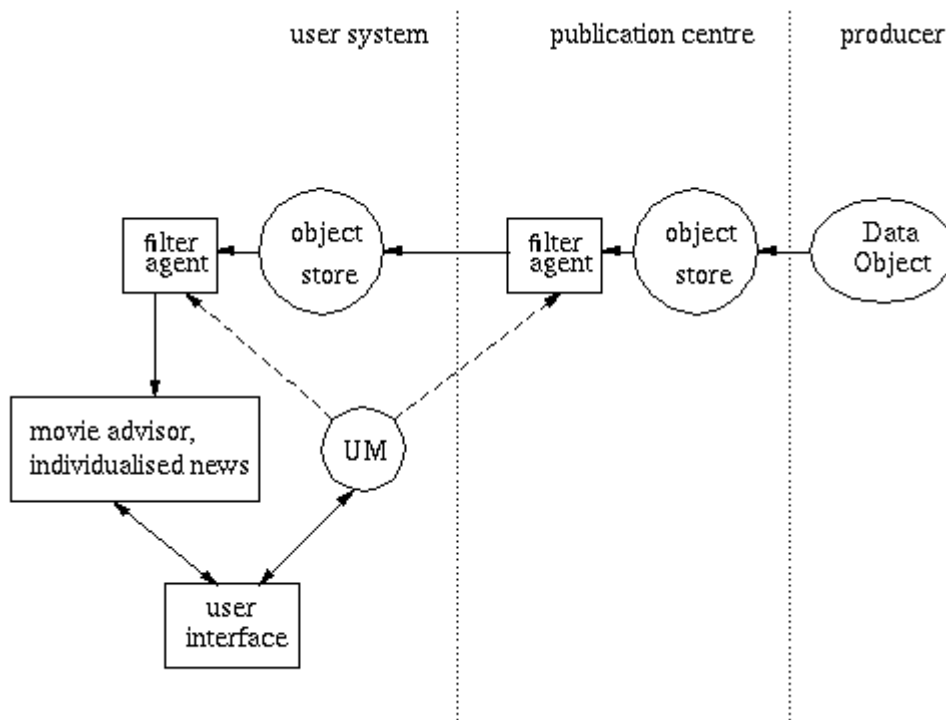 user system
publication centre
producer
filter
agent
object
store
filter
agent
object
store
Data
Object
movie advisor,
individualised news
UM
user
interface